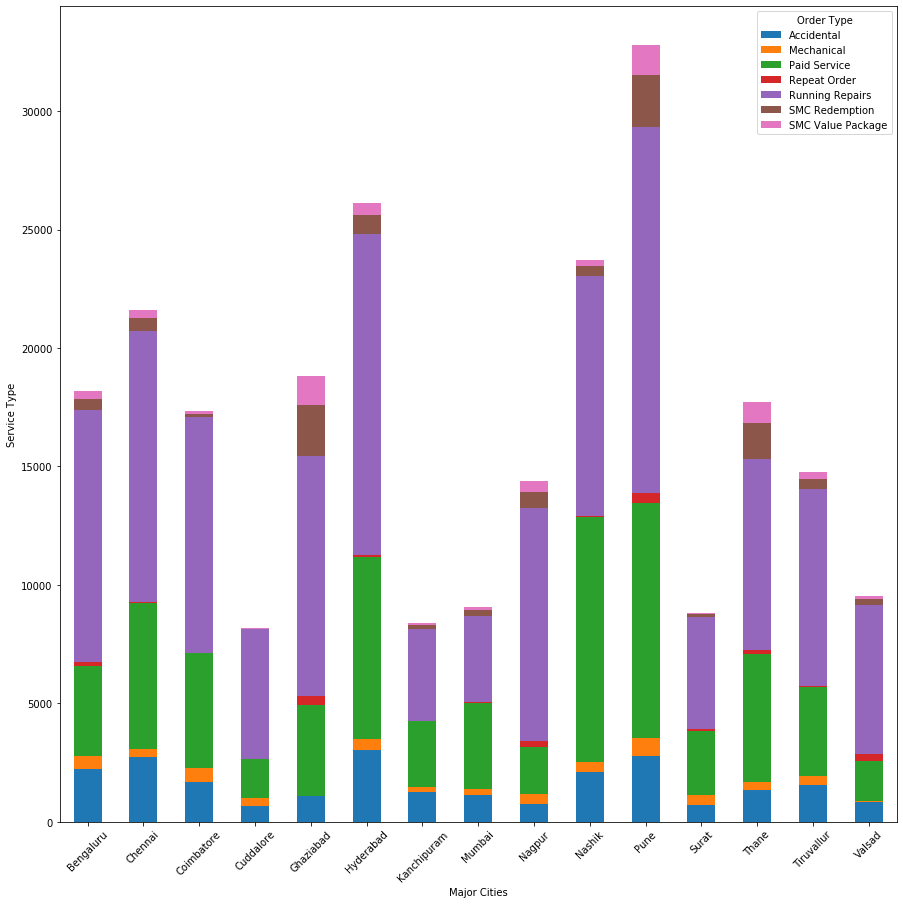 Order Type
Accidental
Mechanical
Paid Service
Repeat Order
Running Repairs
SMC Redemption
SMC Value Package
30000
25000
20000
15000
10000
5000
0
Service Type
Bengaluru
Chennai
Coimbatore
Cuddalore
Ghaziabad
Hyderabad
Kanchipuram
Mumbai
Nagpur
Nashik
Pune
Surat
Thane
Tiruvallur
Valsad
Major Cities